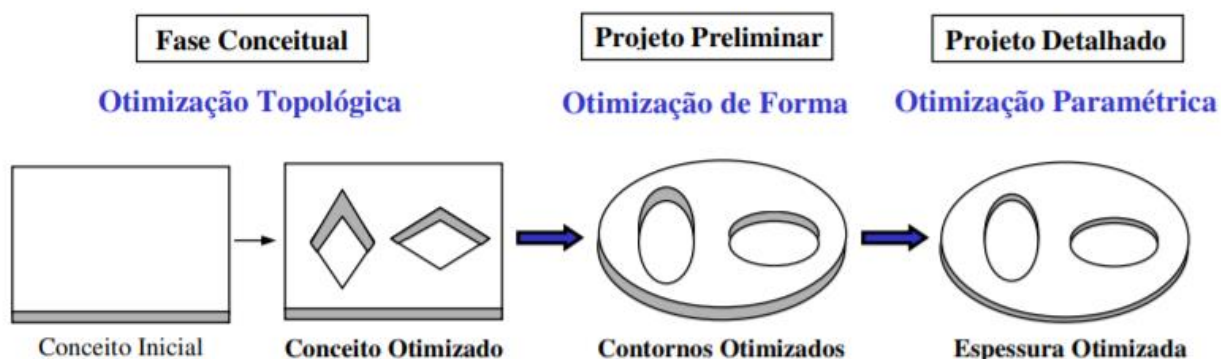 Fase Conceitual
Projeto Preliminar
Projeto Detalhado
Otimização Topológica
Otimização de Forma
Otimização Paramétrica
Conceito Inicial
Conceito Otimizado
Contornos Otimizados
Espessura Otimizada